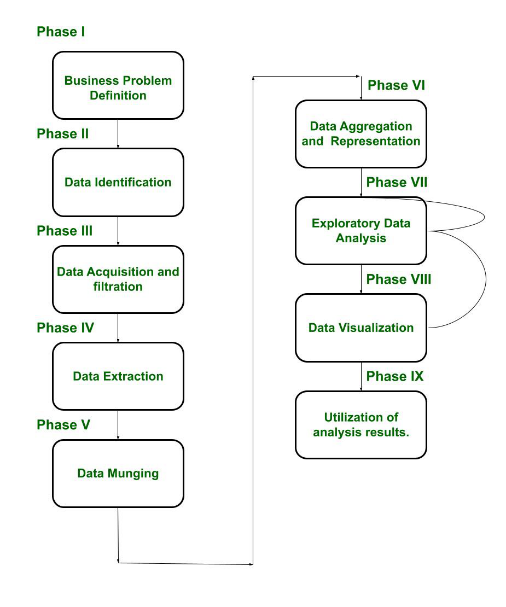 Phase I
Business Problem
Definition
Phase II
Data Identification
Phase III
Data Acquisition and
filtration
Phase IV
Data Extraction
Phase V
Data Munging
Phase VI
Data Aggregation
and Representation
Phase VII
Exploratory Data
Analysis
Phase VIII
Data Visualization
Phase IX
Utilization of
analysis results.